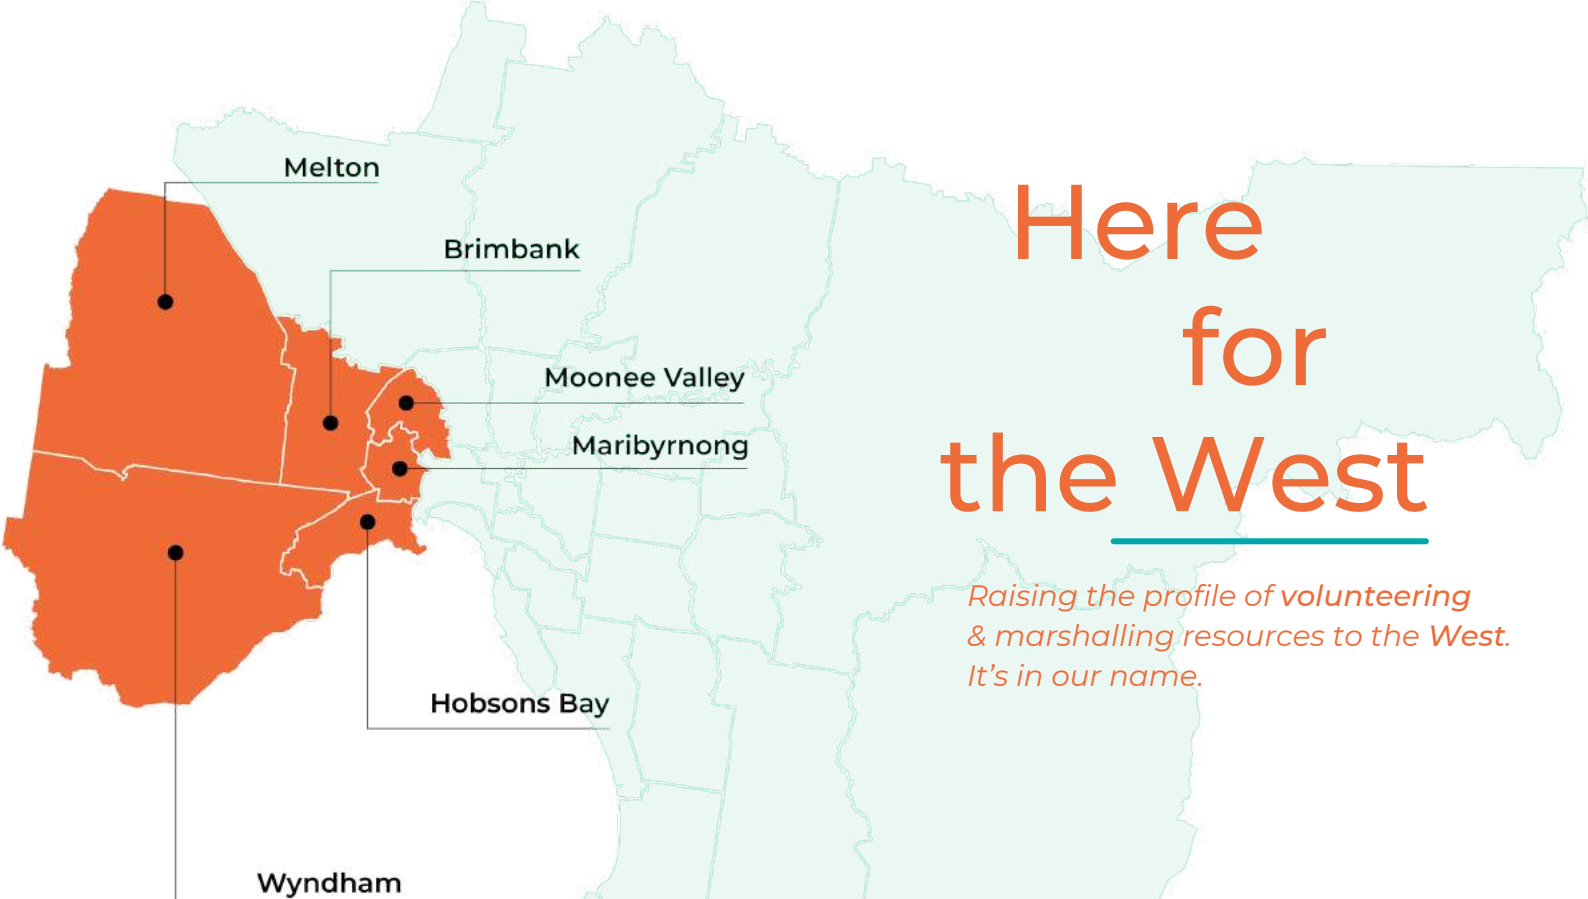 Melton
Brimbank
Moonee Valley
Maribyrnong
Hobsons Bay
Wyndham
Here
for
the West
Raising the profile of volunteering
& marshalling resources to the West.
It’s in our name.